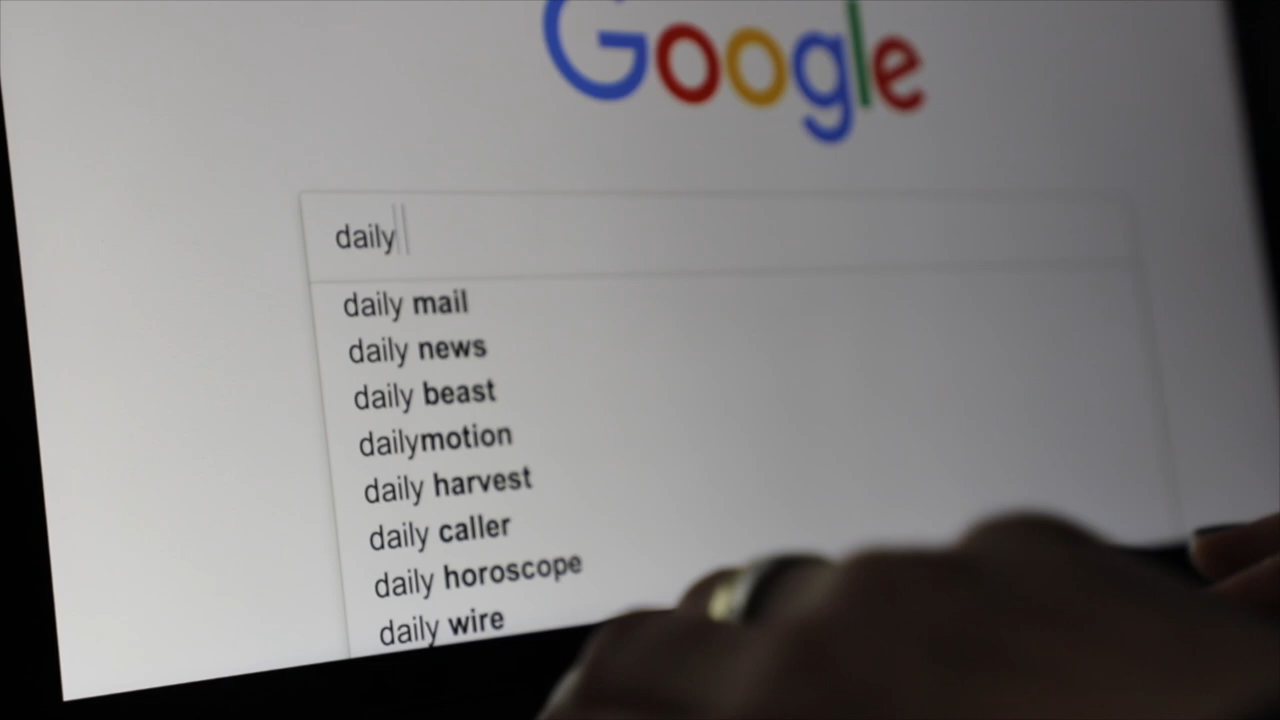 Google
daily
daily mail
daily news
daily beast
dailymotion
daily harvest
daily caller
daily horoscope
daily wire